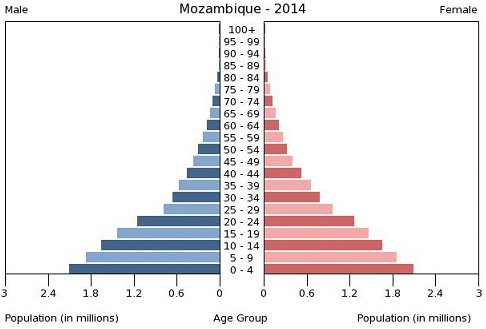 Male Mozambique - 2014 Female
100+
95 - 99
90 - 94
85 - 89
80 - 84
75 - 79
70 - 74
65 - 69
60 - 64
55 - 59
50 - 54
45 - 49
40 - 44
35 - 39
30 - 34
25 - 29
20 - 24
15 - 19
10 - 14
5 - 9
0 - 4
3 2.4 1.8 1.2 0.6 0 0 0.6 1.2 1.8 2.4 3
Population (in millions) Age Group Population (in millions)